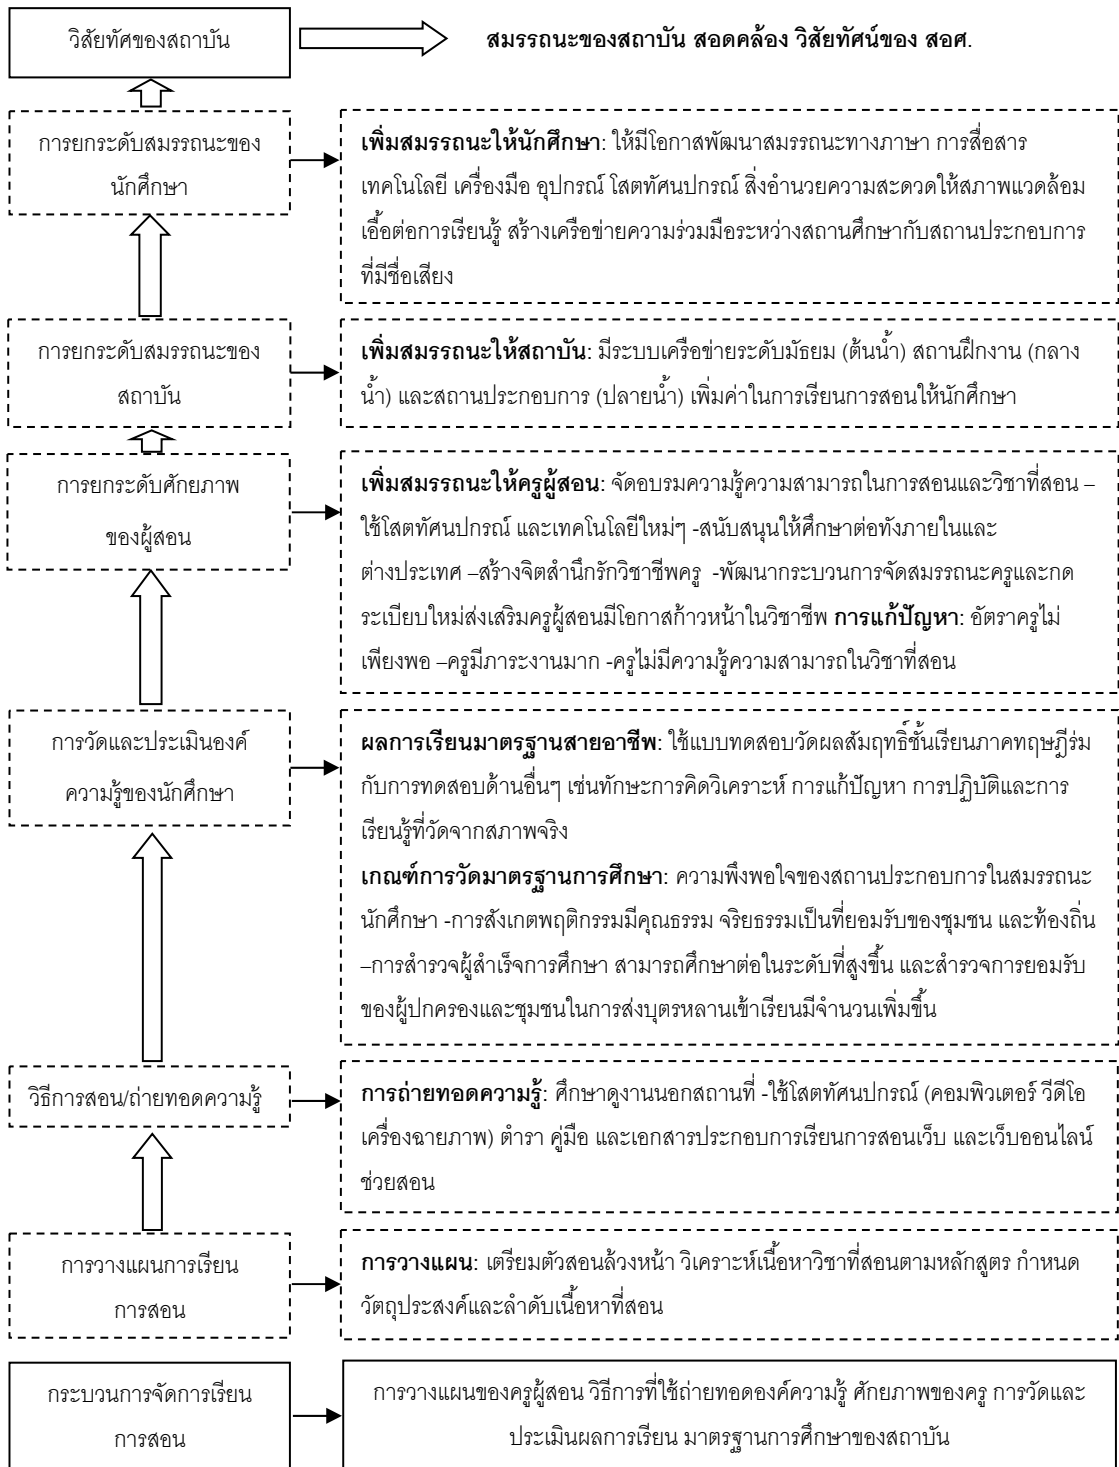 วิสัยทัศของสถาบัน
สมรรถนะของสถาบัน สอดคล้อง วิสัยทัศน์ของ สอศ.
การยกระดับสมรรถนะของ
นักศึกษา
เพิ่มสมรรถนะให้นักศึกษา: ให้มีโอกาสพัฒนาสมรรถนะทางภาษา การสื่อสาร
เทคโนโลยี เครื่องมือ อุปกรณ์ โสตทัศนปกรณ์ สิ่งอำนวยความสะดวกให้สภาพแวดล้อม
เอื้อต่อการเรียนรู้ สร้างเครือข่ายความร่วมมือระหว่างสถานศึกษากับสถานประกอบการ
ที่มีชื่อเสียง
การยกระดับสมรรถนะของ
สถาบัน
เพิ่มสมรรถนะให้สถาบัน: มีระบบเครือข่ายระดับมัธยม (ต้นน้ำ) สถานฝึกงาน (กลาง
น้ำ) และสถานประกอบการ (ปลายน้ำ) เพิ่มค่าในการเรียนการสอนให้นักศึกษา
การยกระดับศักยภาพ
ของผู้สอน
เพิ่มสมรรถนะให้ครูผู้สอน: จัดอบรมความรู้ความสามารถในการสอนและวิชาที่สอน –
ใช้โสตทัศนปกรณ์ และเทคโนโลยีใหม่ๆ -สนับสนุนให้ศึกษาต่อทังภายในและ
ต่างประเทศ –สร้างจิตสำนึกรักวิชาชีพครู -พัฒนากระบวนการจัดสมรรถนะครูและกด
ระเบียบใหม่ส่งเสริมครูผู้สอนมีโอกาสก้าวหน้าในวิชาชีพ การแก้ปัญหา: อัตราครูไม่
เพียงพอ –ครูมีภาระงานมาก -ครูไม่มีความรู้ความสามารถในวิชาที่สอน
การวัดและประเมินองค์
ความรู้ของนักศึกษา
ผลการเรียนมาตรฐานสายอาชีพ: ใช้แบบทดสอบวัดผลสัมฤทธิ์ชั้นเรียนภาคทฤษฎีร่ม
กับการทดสอบด้านอื่นๆ เช่นทักษะการคิดวิเคราะห์ การแก้ปัญหา การปฏิบัติและการ
เรียนรู้ที่วัดจากสภาพจริง
เกณฑ์การวัดมาตรฐานการศึกษา: ความพึงพอใจของสถานประกอบการในสมรรถนะ
นักศึกษา -การสังเกตพฤติกรรมมีคุณธรรม จริยธรรมเป็นที่ยอมรับของชุมชน และท้องถิ่น
–การสำรวจผู้สำเร็จการศึกษา สามารถศึกษาต่อในระดับที่สูงขึ้น และสำรวจการยอมรับ
ของผู้ปกครองและชุมชนในการส่งบุตรหลานเข้าเรียนมีจำนวนเพิ่มขึ้น
วิธีการสอน/ถ่ายทอดความรู้
การถ่ายทอดความรู้: ศึกษาดูงานนอกสถานที่ -ใช้โสตทัศนปกรณ์ (คอมพิวเตอร์ วีดีโอ
เครื่องฉายภาพ) ตำรา คู่มือ และเอกสารประกอบการเรียนการสอนเว็บ และเว็บออนไลน์
ช่วยสอน
การวางแผนการเรียน
การสอน
การวางแผน: เตรียมตัวสอนล้วงหน้า วิเคราะห์เนื้อหาวิชาที่สอนตามหลักสูตร กำหนด
วัตถุประสงค์และลำดับเนื้อหาที่สอน
กระบวนการจัดการเรียน
การสอน
การวางแผนของครูผู้สอน วิธีการที่ใช้ถ่ายทอดองค์ความรู้ ศักยภาพของครู การวัดและ
ประเมินผลการเรียน มาตรฐานการศึกษาของสถาบัน